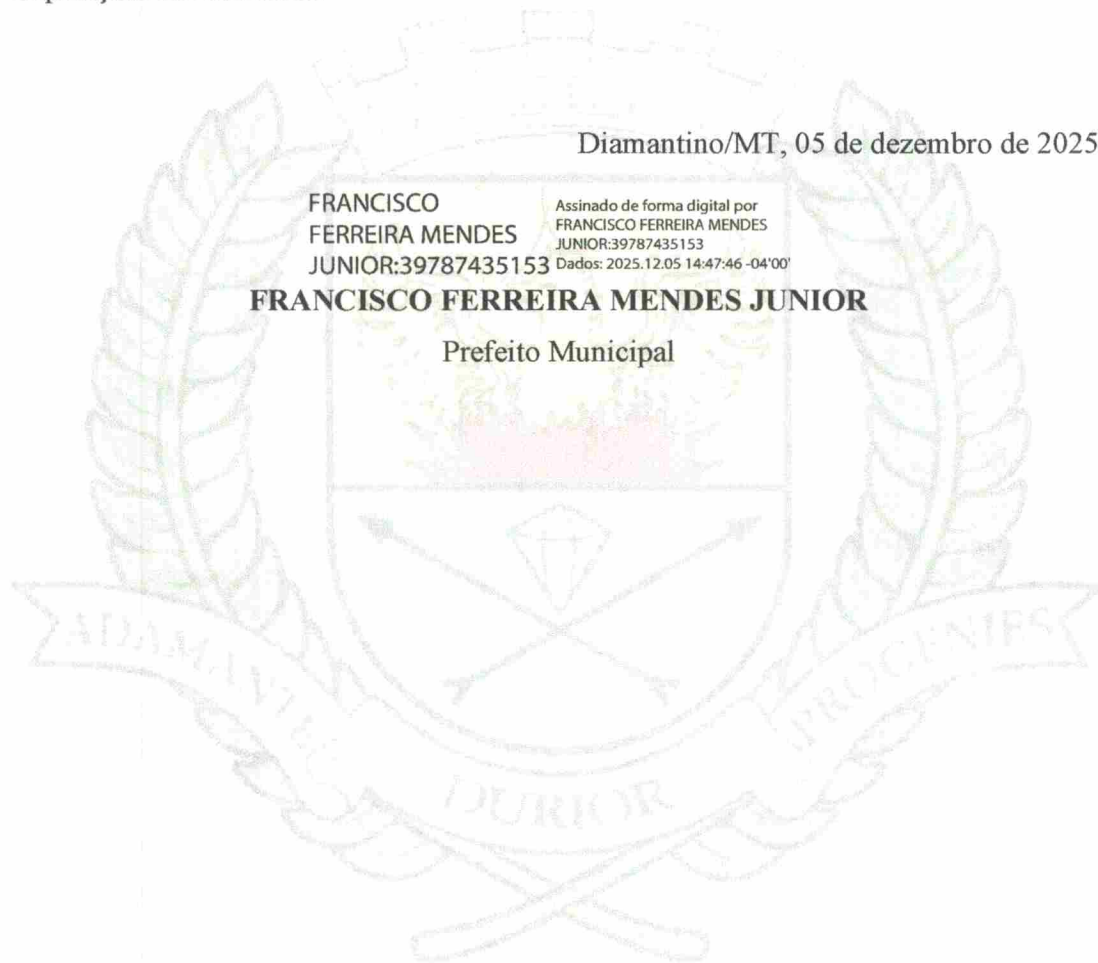 Diamantino/MT, 05 de dezembro de 2025
FRANCISCO
FERREIRA MENDES
JUNIOR:39787435153
Assinado de forma digital por
FRANCISCO FERREIRA MENDES
JUNIOR:39787435153
Dados: 2025.12.05 14:47:46 -04'00'
FRANCISCO FERREIRA MENDES JUNIOR
Prefeito Municipal
ADAMANTE
DURIOR
PROGENIES